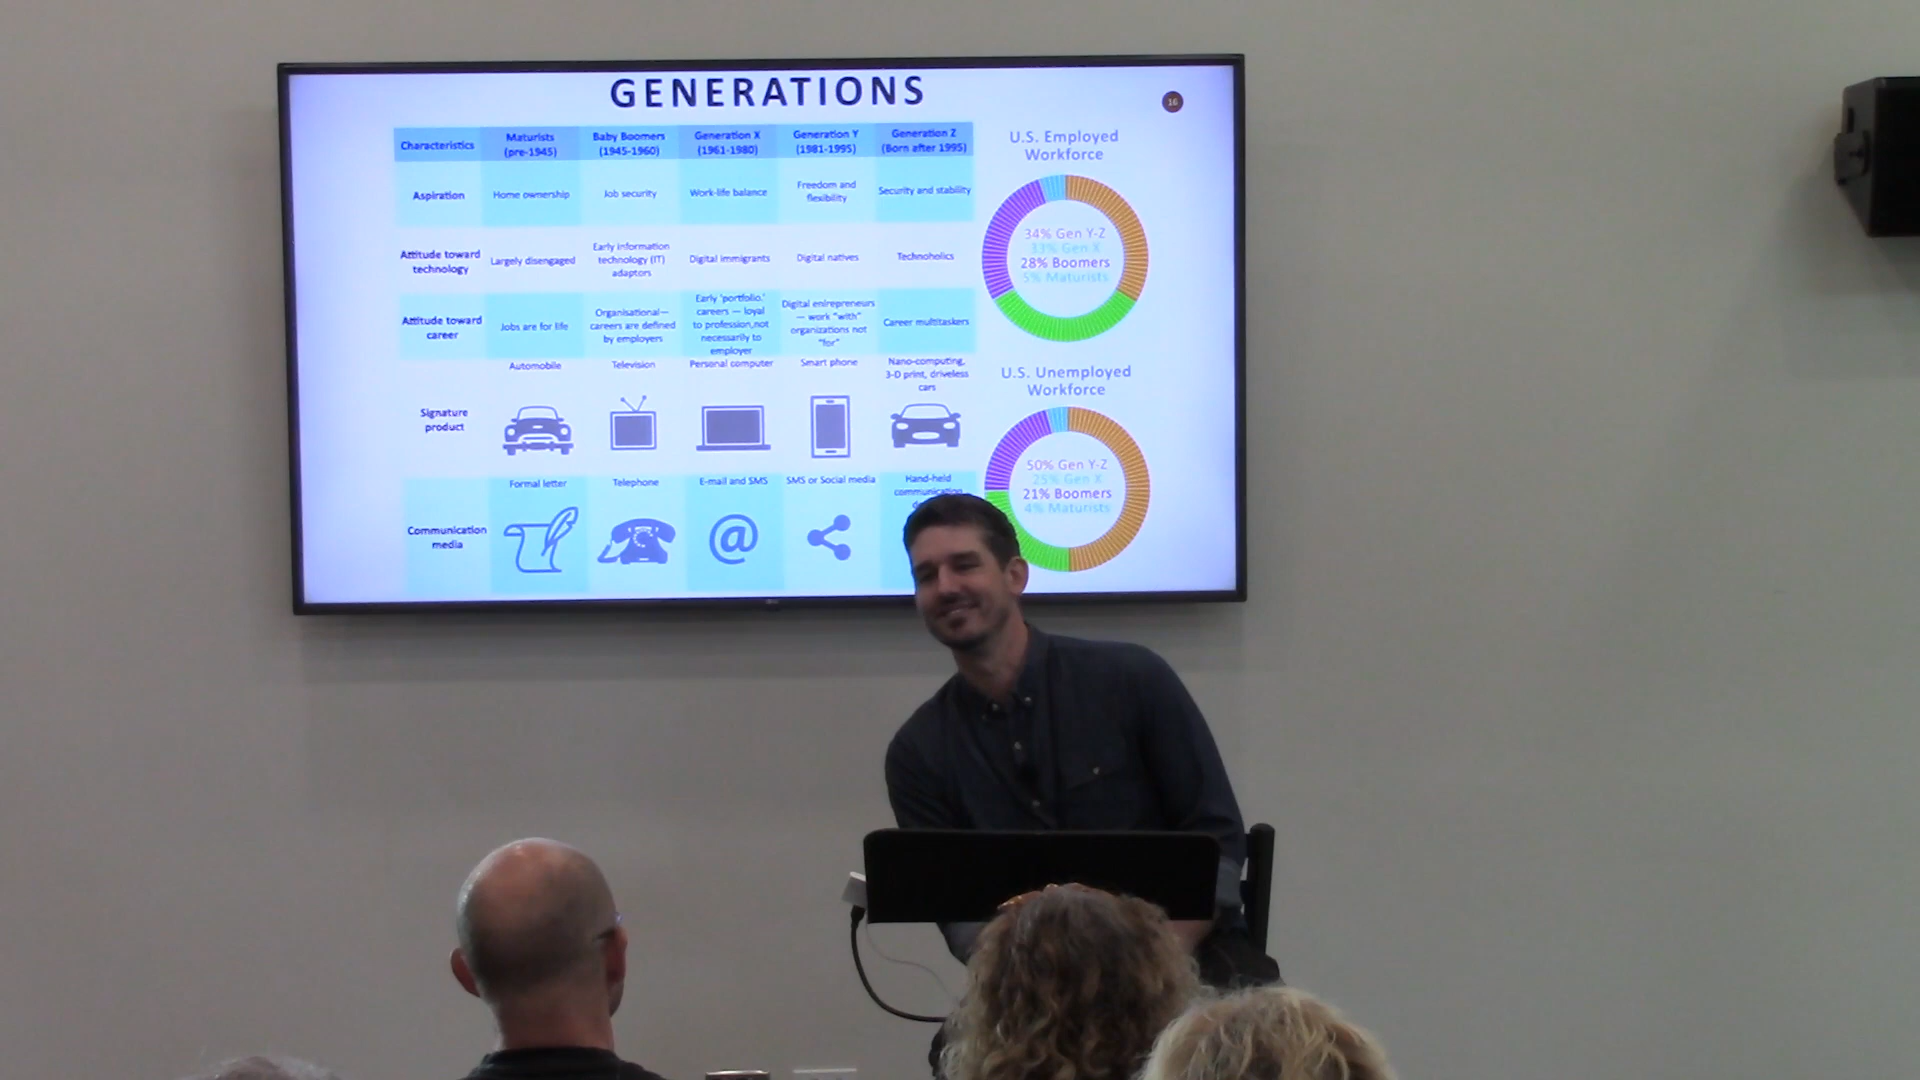 GENERATIONS
16
Characteristics
Maturists
(pre-1945)
Baby Boomers
(1945-1960)
Generation X
(1961-1980)
Generation Y
(1981-1995)
Generation Z
(Born after 1995)
Aspiration
Home ownership
Job security
Work-life balance
Freedom and
flexibility
Security and stability
Attitude toward
technology
Largely disengaged
Early information
technology (IT)
adaptors
Digital immigrants
Digital natives
Technoholics
Attitude toward
career
Jobs are for life
Organisational—
careers are defined
by employers
Early 'portfolio.'
careers — loyal
to profession,not
necessarily to
employer
Digital enirepreneurs
— work "with"
organizations not
"for"
Career multitaskers
Signature
product
Automobile
Television
Personal computer
Smart phone
Nano-computing,
3-D print, driveless
cars
Communication
media
Formal letter
Telephone
E-mail and SMS
SMS or Social media
Hand-held
communication
U.S. Employed
Workforce
34% Gen Y-Z
33% Gen X
28% Boomers
5% Maturists
U.S. Unemployed
Workforce
50% Gen Y-Z
25% Gen X
21% Boomers
4% Maturists
@